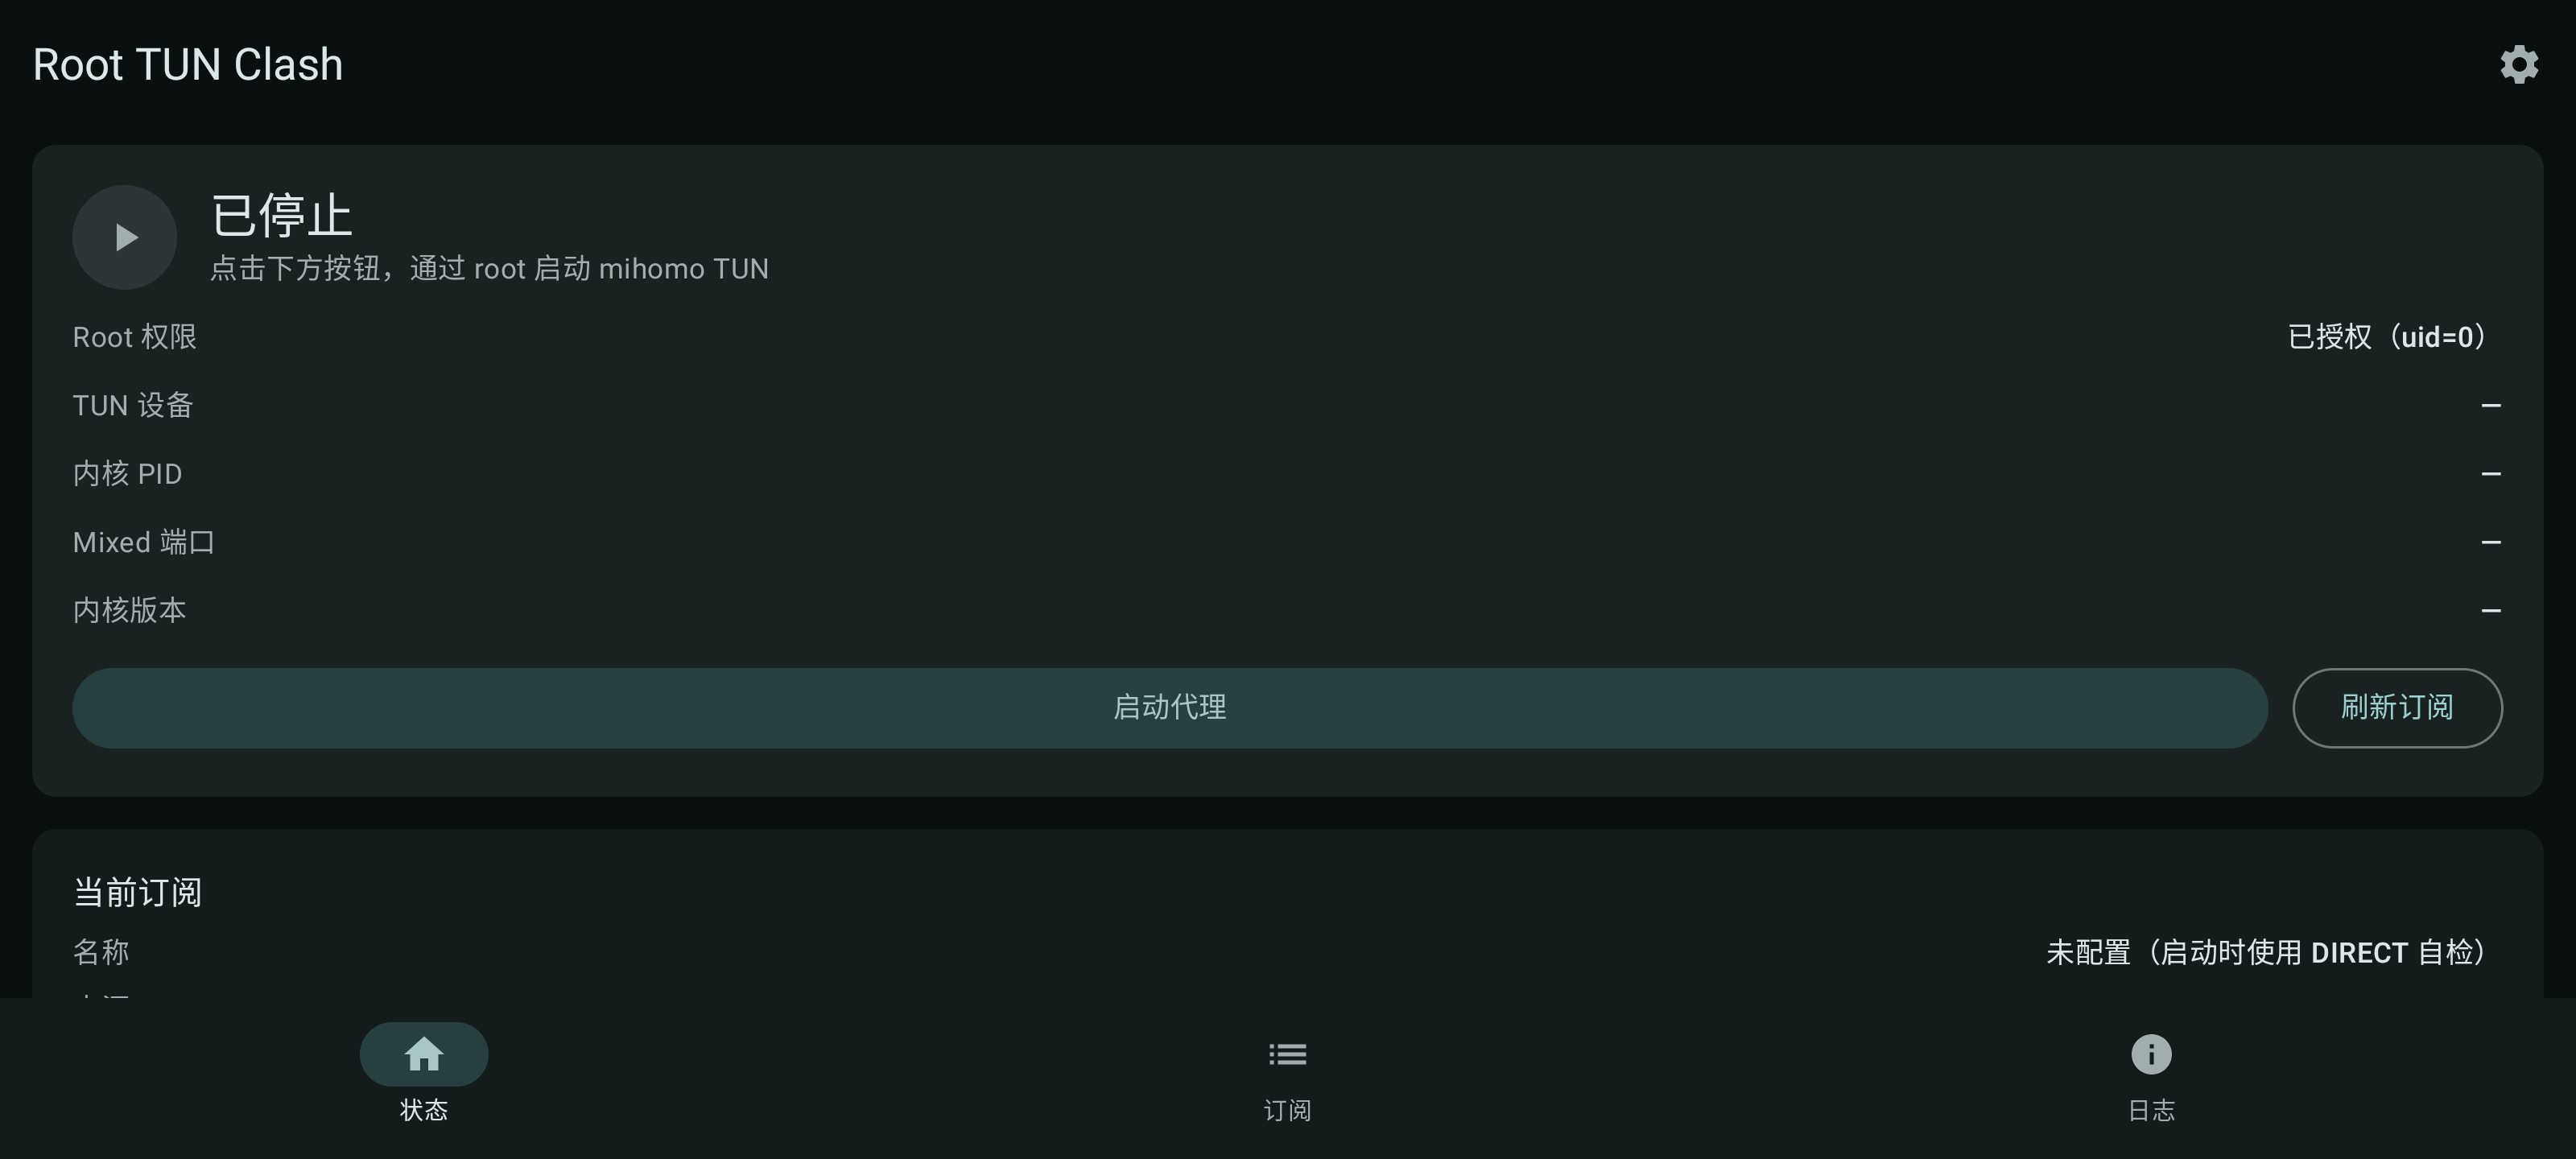 Root TUN Clash
已停止
点击下方按钮，通过 root 启动 mihomo TUN
Root 权限 已授权（uid=0）
TUN 设备 —
内核 PID —
Mixed 端口 —
内核版本 —
启动代理 刷新订阅
当前订阅
名称 未配置（启动时使用 DIRECT 自检）
状态 订阅 日志